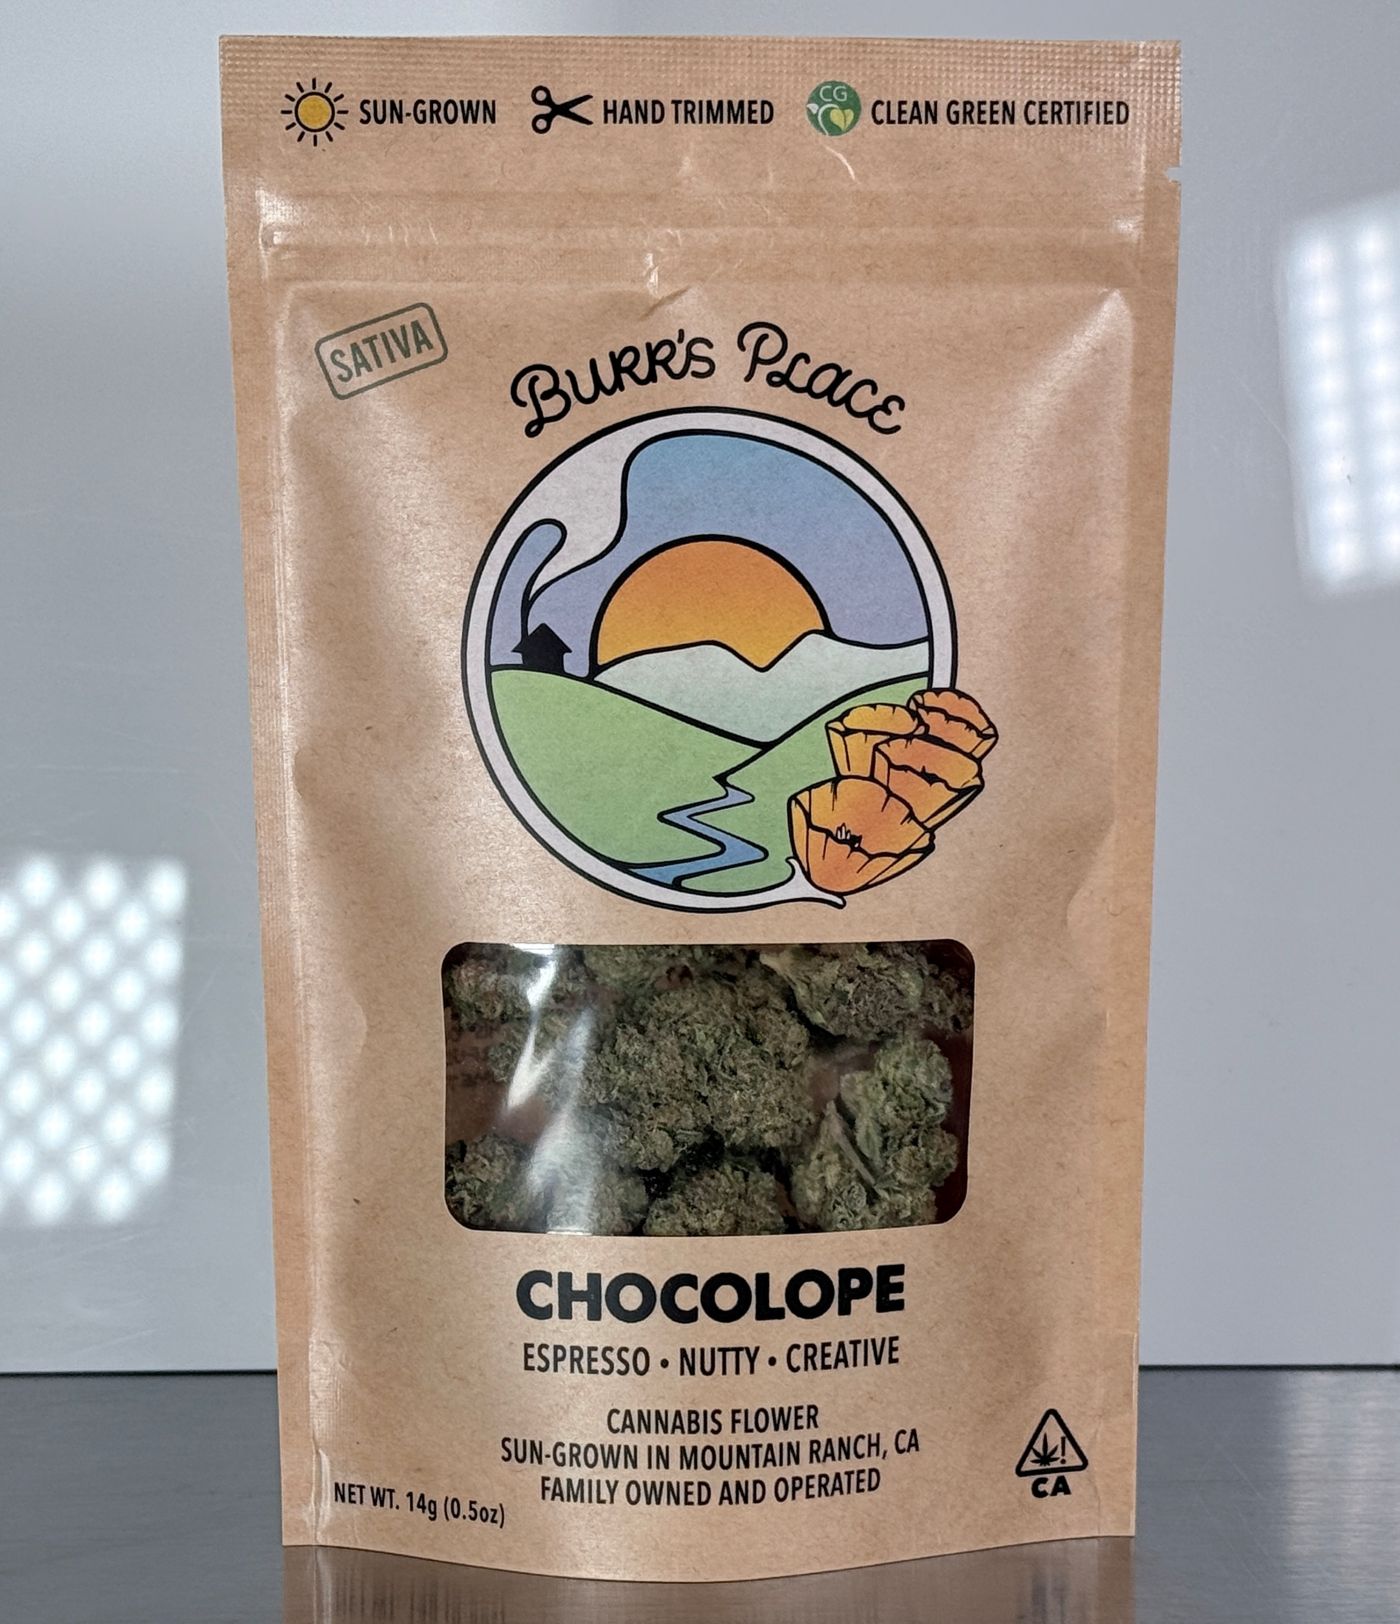 SUN-GROWN HAND TRIMMED CG CLEAN GREEN CERTIFIED
SATIVA
BURR'S PLACE
CHOCOLOPE
ESPRESSO • NUTTY • CREATIVE
CANNABIS FLOWER
SUN-GROWN IN MOUNTAIN RANCH, CA
FAMILY OWNED AND OPERATED
NET WT. 14g (0.5oz)
!
CA